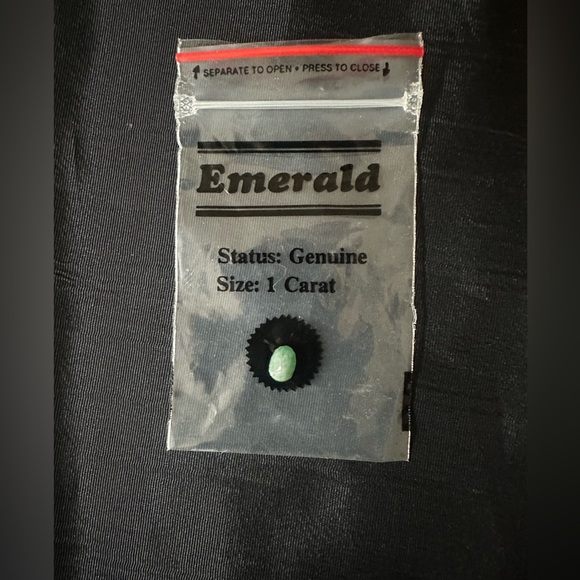 SEPARATE TO OPEN • PRESS TO CLOSE
Emerald
Status: Genuine
Size: 1 Carat